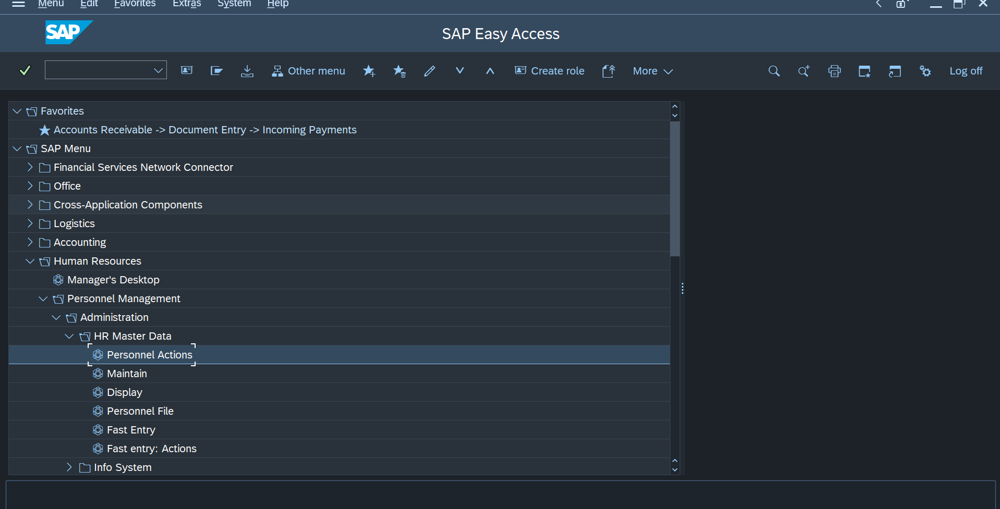 Menu Edit Favorites Extras System Help
SAP SAP Easy Access
Other menu Create role More Log off
Favorites
Accounts Receivable -> Document Entry -> Incoming Payments
SAP Menu
Financial Services Network Connector
Office
Cross-Application Components
Logistics
Accounting
Human Resources
Manager's Desktop
Personnel Management
Administration
HR Master Data
Personnel Actions
Maintain
Display
Personnel File
Fast Entry
Fast entry: Actions
Info System